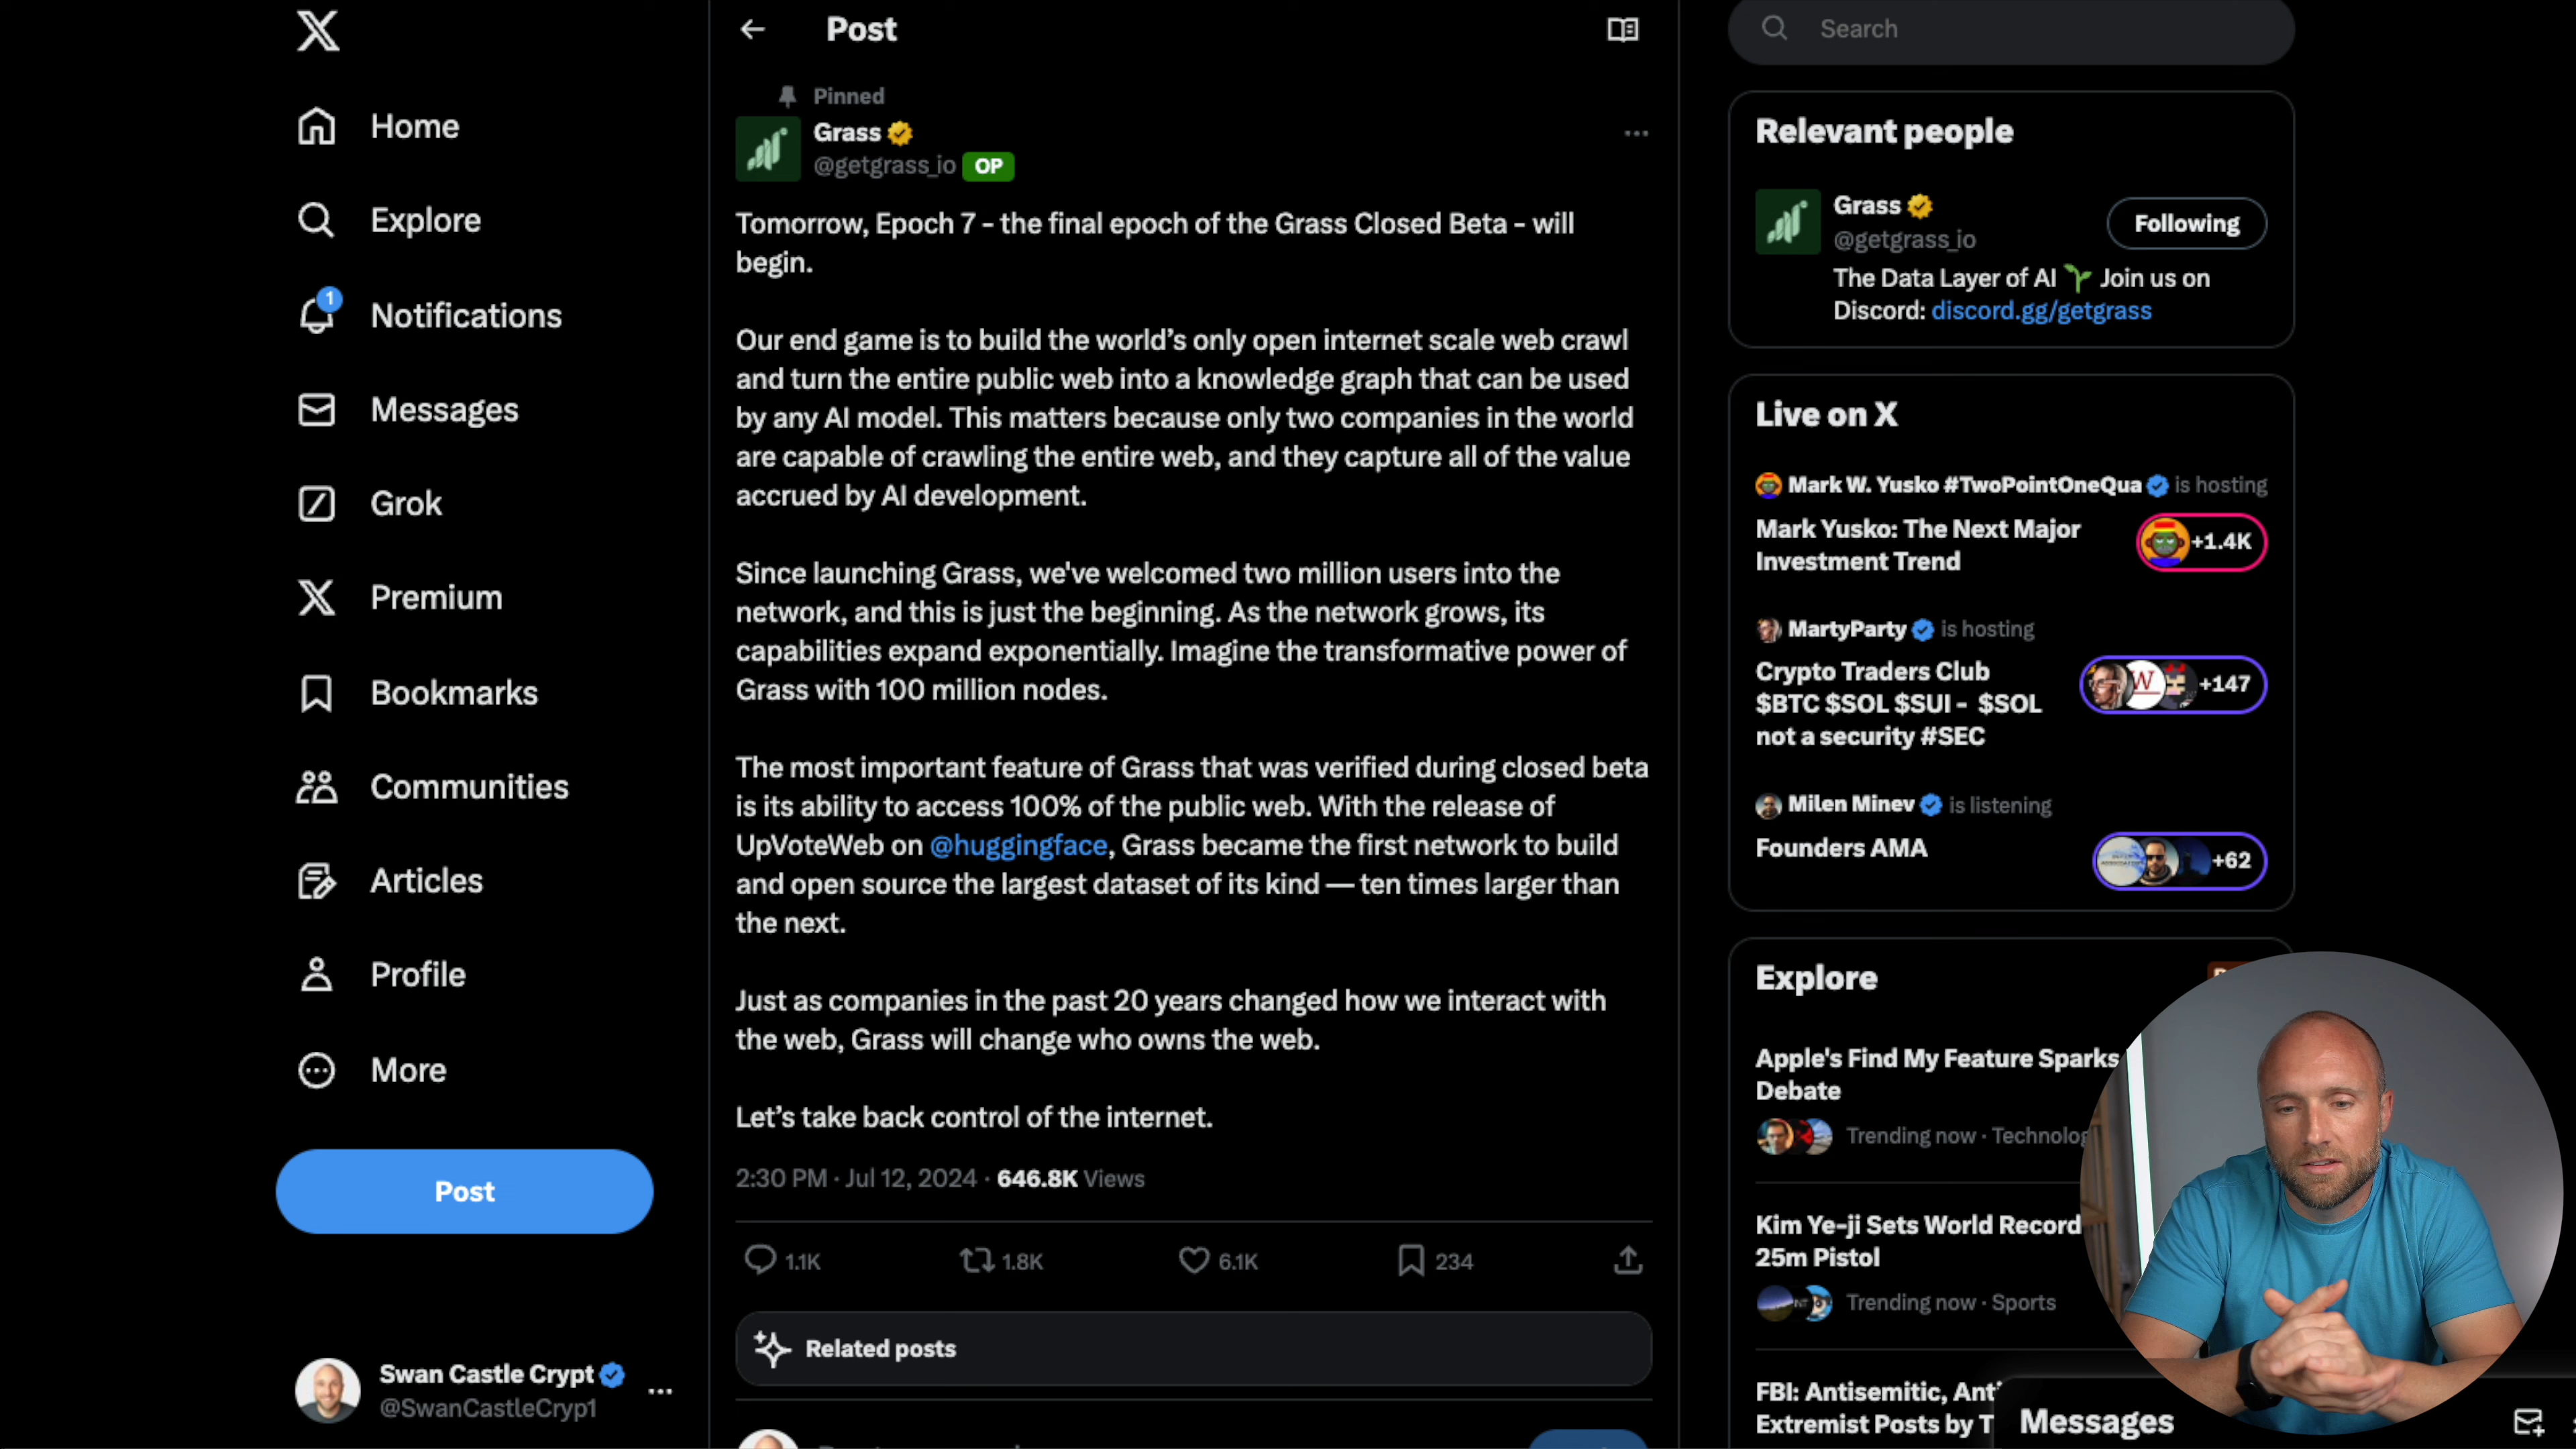 Home
Explore
1
Notifications
Messages
Grok
Premium
Bookmarks
Communities
Articles
Profile
More
Post
Swan Castle Crypt
@SwanCastleCryp1
Post
Pinned
Grass
@getgrass_io OP
Tomorrow, Epoch 7 - the final epoch of the Grass Closed Beta - will
begin.
Our end game is to build the world’s only open internet scale web crawl
and turn the entire public web into a knowledge graph that can be used
by any AI model. This matters because only two companies in the world
are capable of crawling the entire web, and they capture all of the value
accrued by AI development.
Since launching Grass, we've welcomed two million users into the
network, and this is just the beginning. As the network grows, its
capabilities expand exponentially. Imagine the transformative power of
Grass with 100 million nodes.
The most important feature of Grass that was verified during closed beta
is its ability to access 100% of the public web. With the release of
UpVoteWeb on @huggingface, Grass became the first network to build
and open source the largest dataset of its kind — ten times larger than
the next.
Just as companies in the past 20 years changed how we interact with
the web, Grass will change who owns the web.
Let’s take back control of the internet.
2:30 PM · Jul 12, 2024 · 646.8K Views
1.1K 1.8K 6.1K 234
Related posts
Search
Relevant people
Grass
@getgrass_io
Following
The Data Layer of AI Join us on
Discord: discord.gg/getgrass
Live on X
Mark W. Yusko #TwoPointOneQua is hosting
Mark Yusko: The Next Major
Investment Trend
+1.4K
MartyParty is hosting
Crypto Traders Club
$BTC $SOL $SUI - $SOL
not a security #SEC
+147
Milen Minev is listening
Founders AMA
+62
Explore
Apple's Find My Feature Sparks
Debate
Trending now · Technolog
Kim Ye-ji Sets World Record
25m Pistol
Trending now · Sports
FBI: Antisemitic, Anti
Extremist Posts by T
Messages